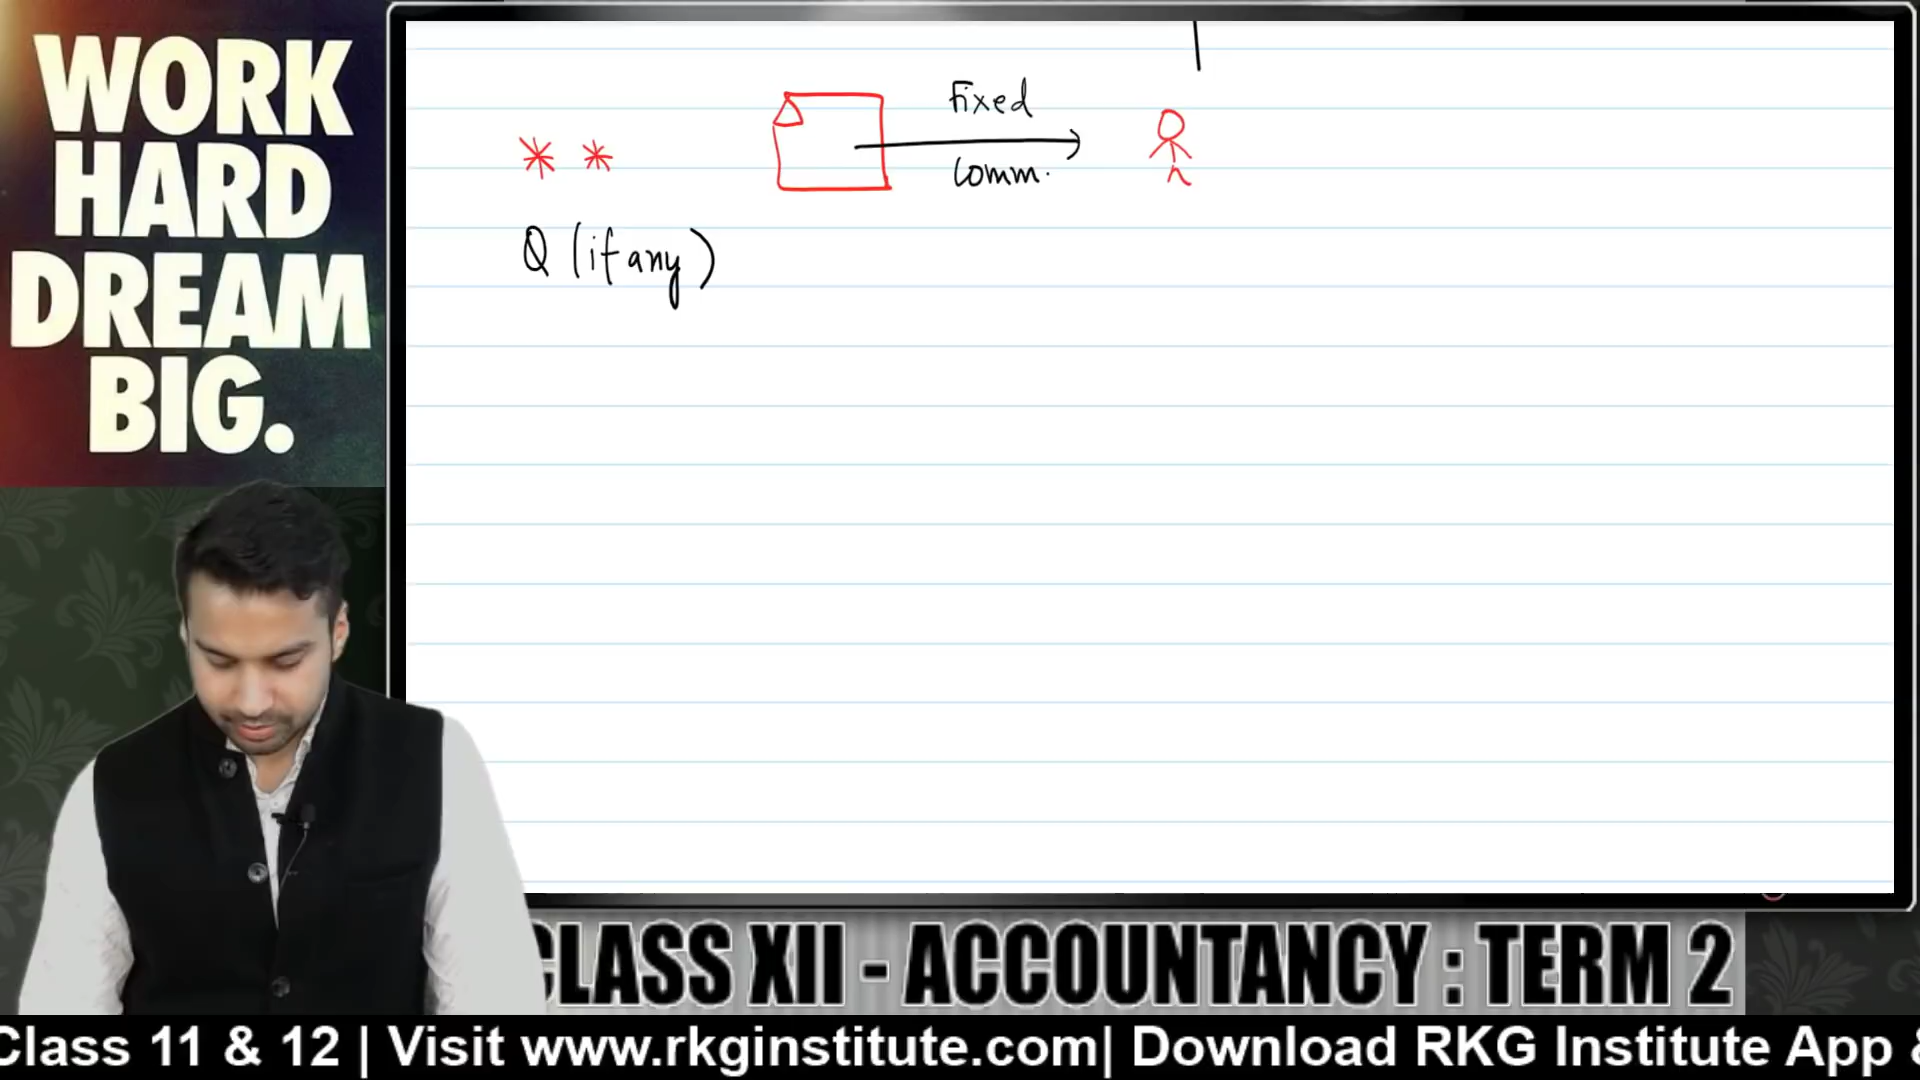 WORK
HARD
DREAM
BIG.
Fixed
Comm.
Q (if any)
CLASS XII - ACCOUNTANCY : TERM 2
Class 11 & 12 | Visit www.rkginstitute.com| Download RKG Institute App &